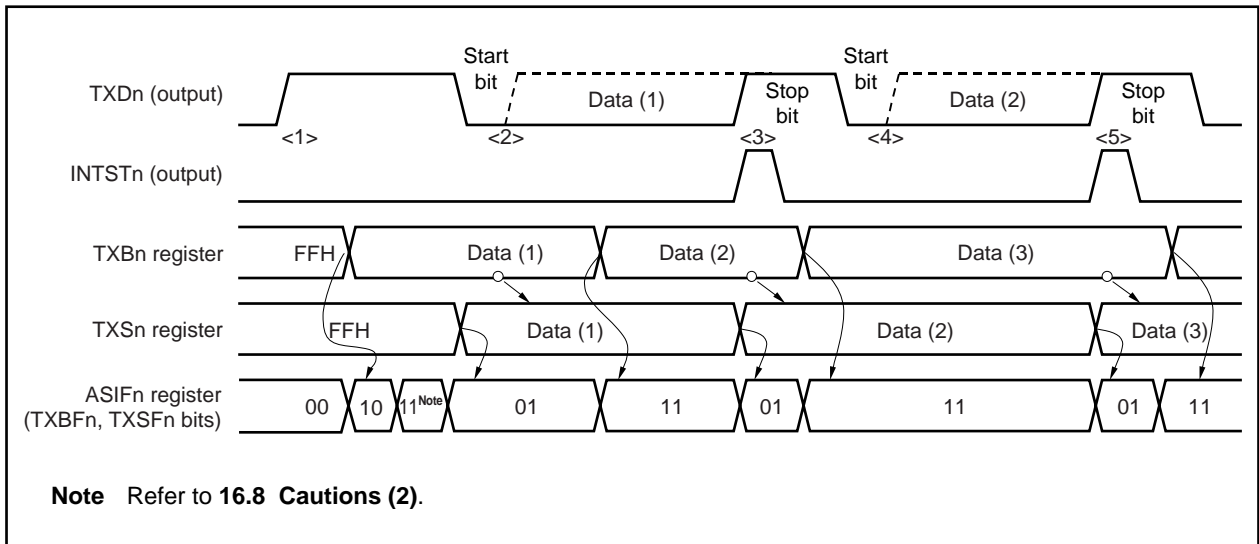 Start
bit
Start
bit
TXDn (output)
Data (1)
Stop
bit
Data (2)
Stop
bit
<1>
<2>
<3>
<4>
<5>
INTSTn (output)
TXBn register
FFH
Data (1)
Data (2)
Data (3)
TXSn register
FFH
Data (1)
Data (2)
Data (3)
ASIFn register
(TXBFn, TXSFn bits)
00
10
11Note
01
11
01
11
01
11
Note Refer to 16.8 Cautions (2).